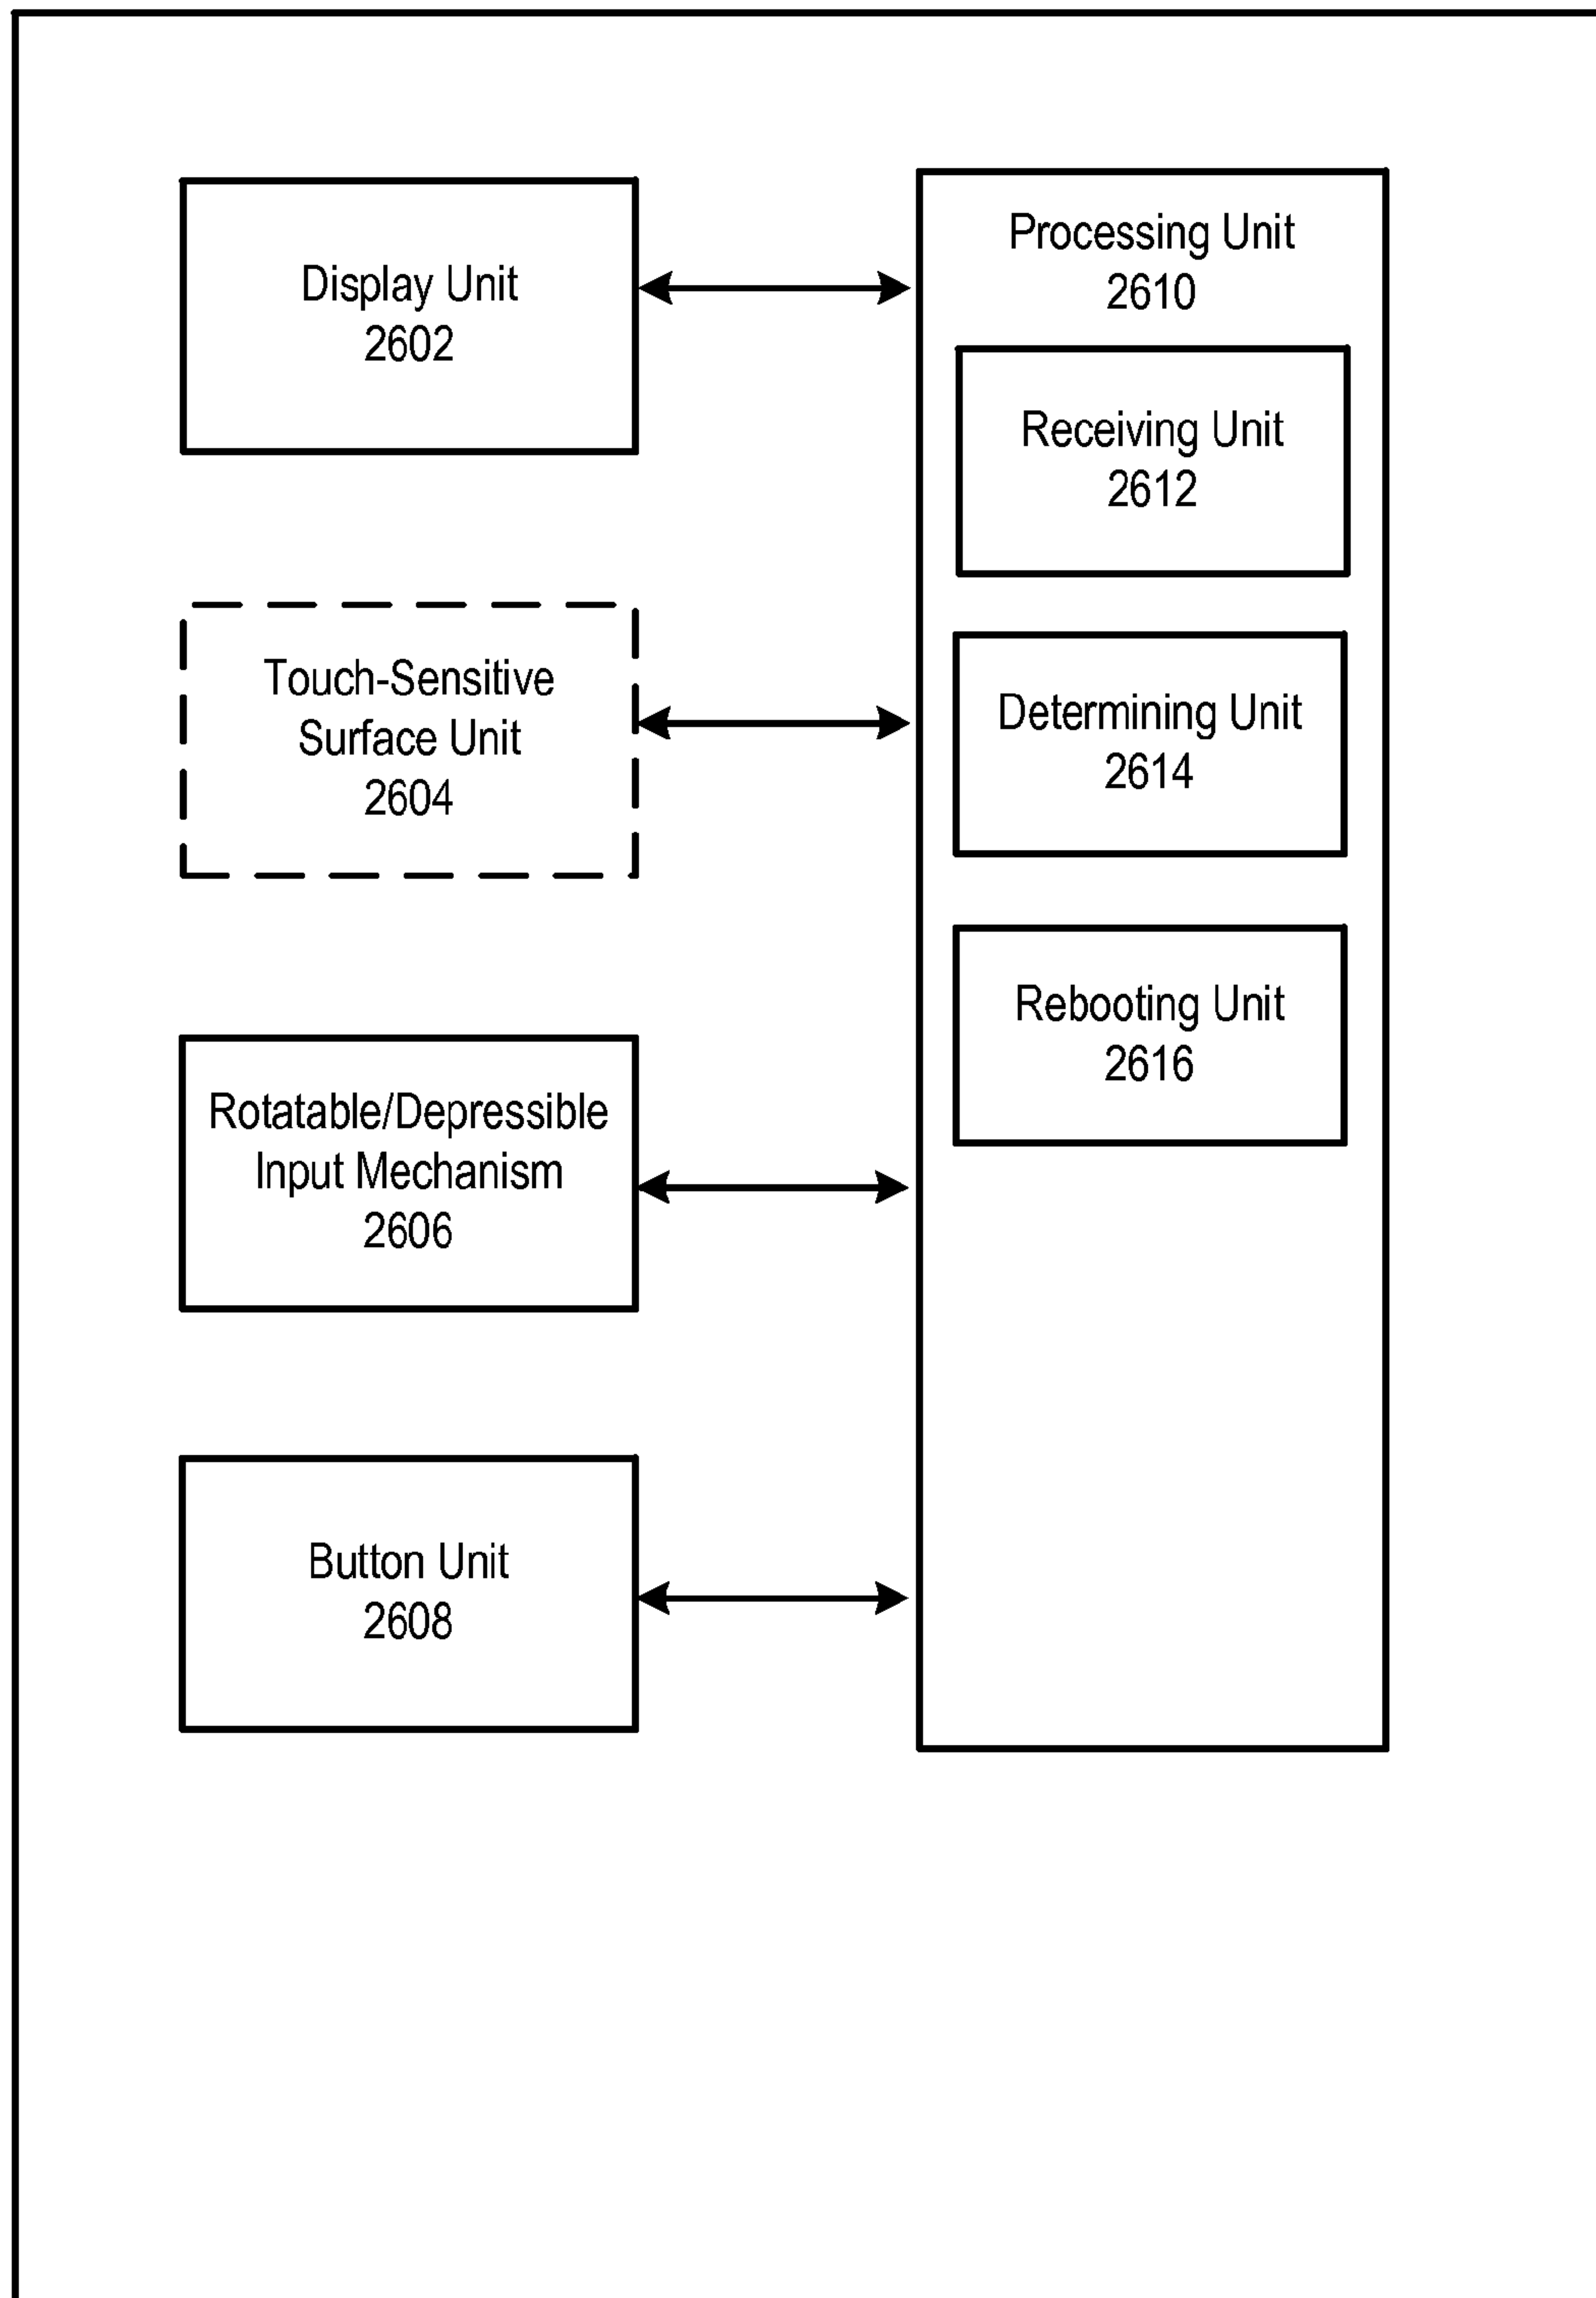 Display Unit
2602
Touch-Sensitive
Surface Unit
2604
Rotatable/Depressible
Input Mechanism
2606
Button Unit
2608
Processing Unit
2610
Receiving Unit
2612
Determining Unit
2614
Rebooting Unit
2616